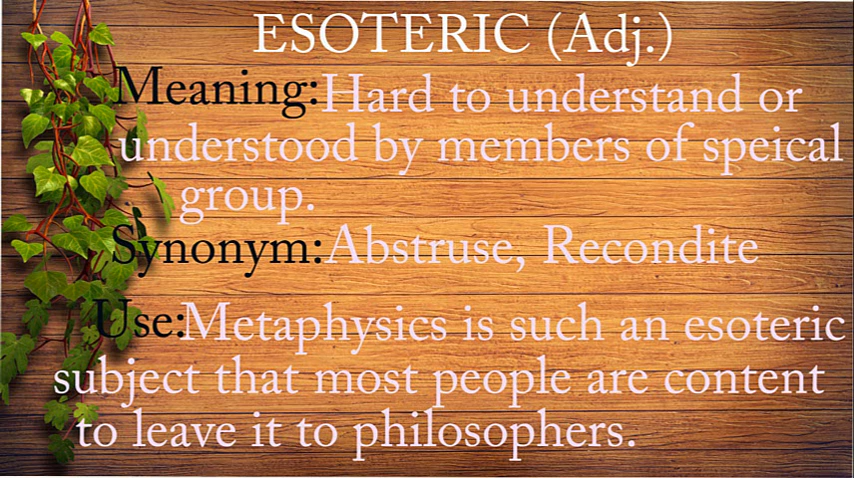 ESOTERIC (Adj.)
Meaning:Hard to understand or
understood by members of speical
group.
Synonym:Abstruse, Recondite
Use:Metaphysics is such an esoteric
subject that most people are content
to leave it to philosophers.